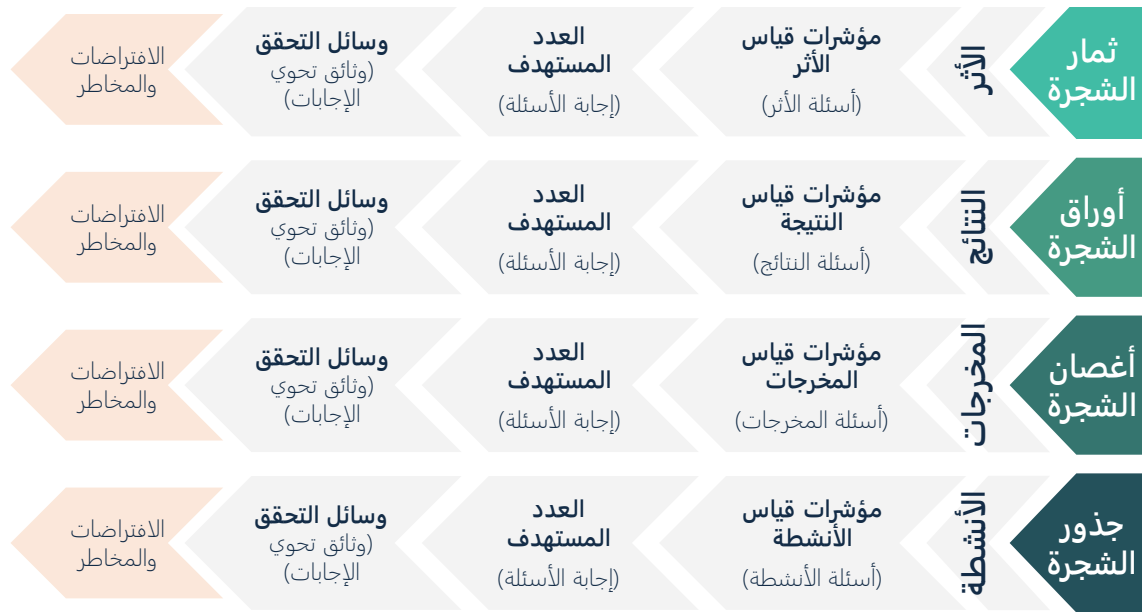 ثمار
الشجرة
الأثر
مؤشرات قياس
الأثر
(أسئلة الأثر)
العدد
المستهدف
(إجابة الأسئلة)
وسائل التحقق
(وثائق تحوي
الإجابات)
الافتراضات
والمخاطر
أوراق
الشجرة
النتائج
مؤشرات قياس
النتيجة
(أسئلة النتائج)
العدد
المستهدف
(إجابة الأسئلة)
وسائل التحقق
(وثائق تحوي
الإجابات)
الافتراضات
والمخاطر
أغصان
الشجرة
المخرجات
مؤشرات قياس
المخرجات
(أسئلة المخرجات)
العدد
المستهدف
(إجابة الأسئلة)
وسائل التحقق
(وثائق تحوي
الإجابات)
الافتراضات
والمخاطر
جذور
الشجرة
الأنشطة
مؤشرات قياس
الأنشطة
(أسئلة الأنشطة)
العدد
المستهدف
(إجابة الأسئلة)
وسائل التحقق
(وثائق تحوي
الإجابات)
الافتراضات
والمخاطر